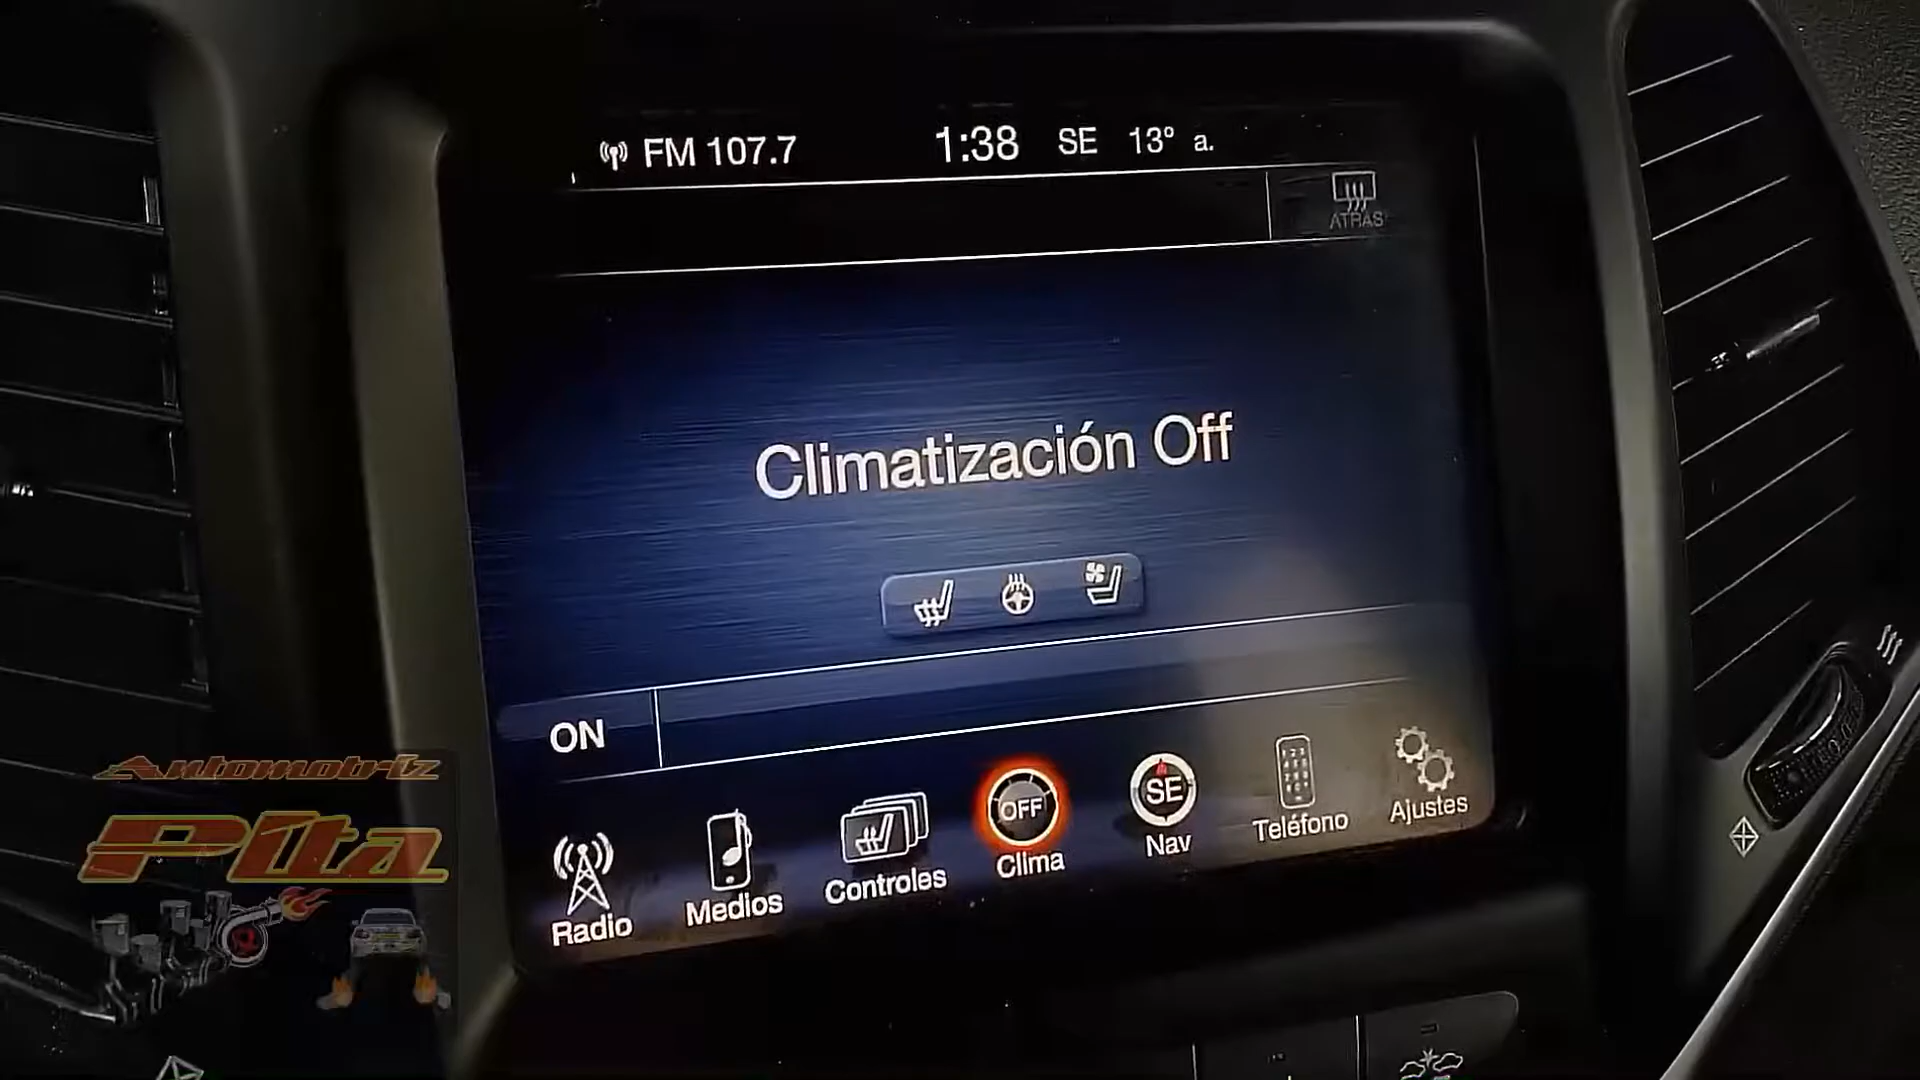 FM 107.7 1:38 SE 13° a.
ATRÁS
Climatización Off
ON
OFF
SE
Radio Medios Controles Clima Nav Teléfono Ajustes
Automotriz
Pita